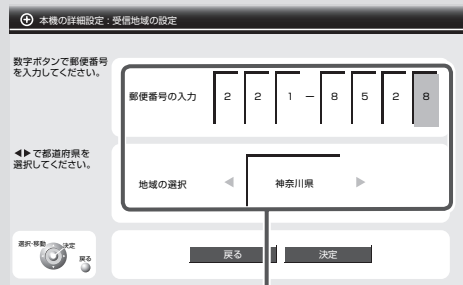 本機の詳細設定：受信地域の設定
数字ボタンで郵便番号
を入力してください。
郵便番号の入力 2 2 1 － 8 5 2 8
◀▶で都道府県を
選択してください。
地域の選択 ◀ 神奈川県 ▶
選択・移動 決定
戻る
戻る 決定